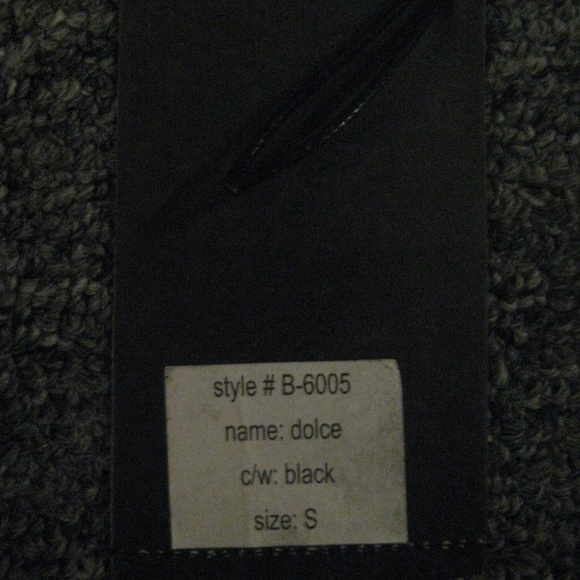 style # B-6005
name: dolce
c/w: black
size: S